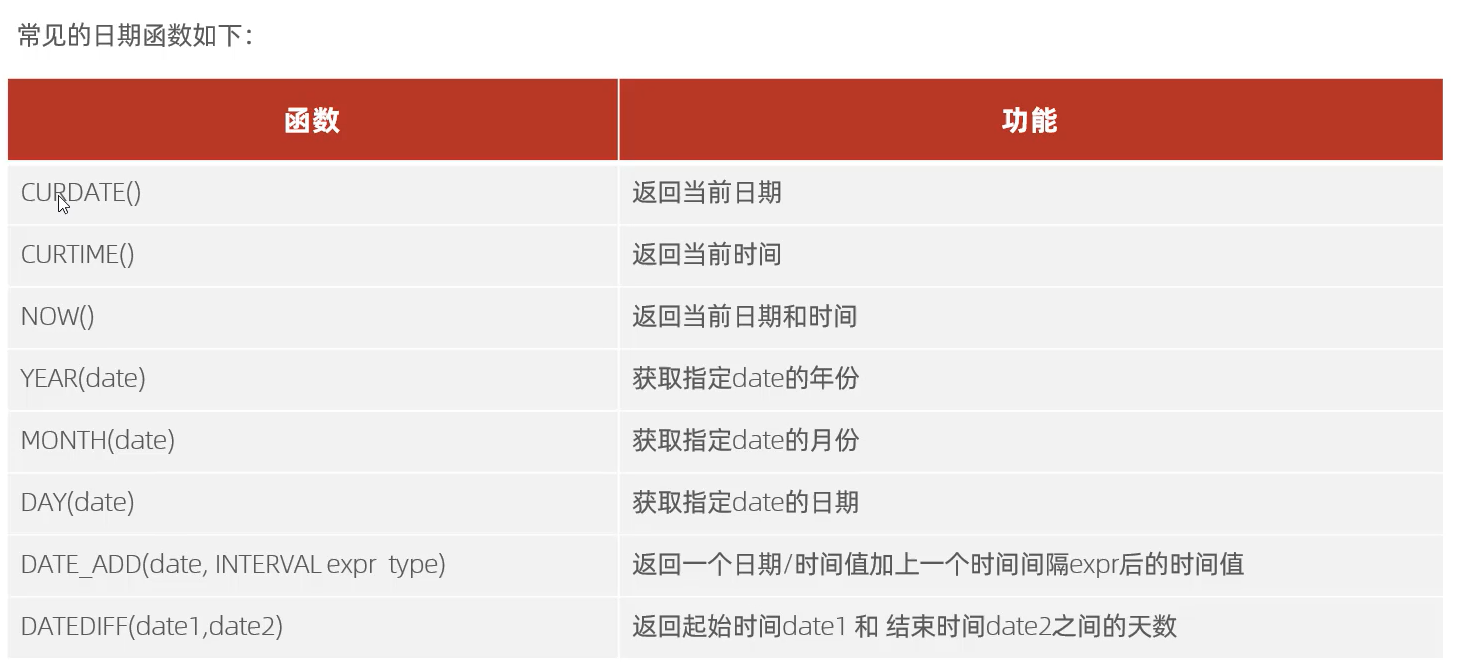 常见的日期函数如下：
函数 功能
CURDATE() 返回当前日期
CURTIME() 返回当前时间
NOW() 返回当前日期和时间
YEAR(date) 获取指定date的年份
MONTH(date) 获取指定date的月份
DAY(date) 获取指定date的日期
DATE_ADD(date, INTERVAL expr type) 返回一个日期/时间值加上一个时间间隔expr后的时间值
DATEDIFF(date1,date2) 返回起始时间date1 和 结束时间date2之间的天数